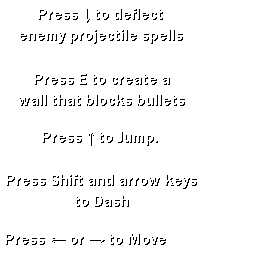 Press ↓ to deflect
enemy projectile spells
Press E to create a
wall that blocks bullets
Press ↑ to Jump.
Press Shift and arrow keys
to Dash
Press ← or → to Move